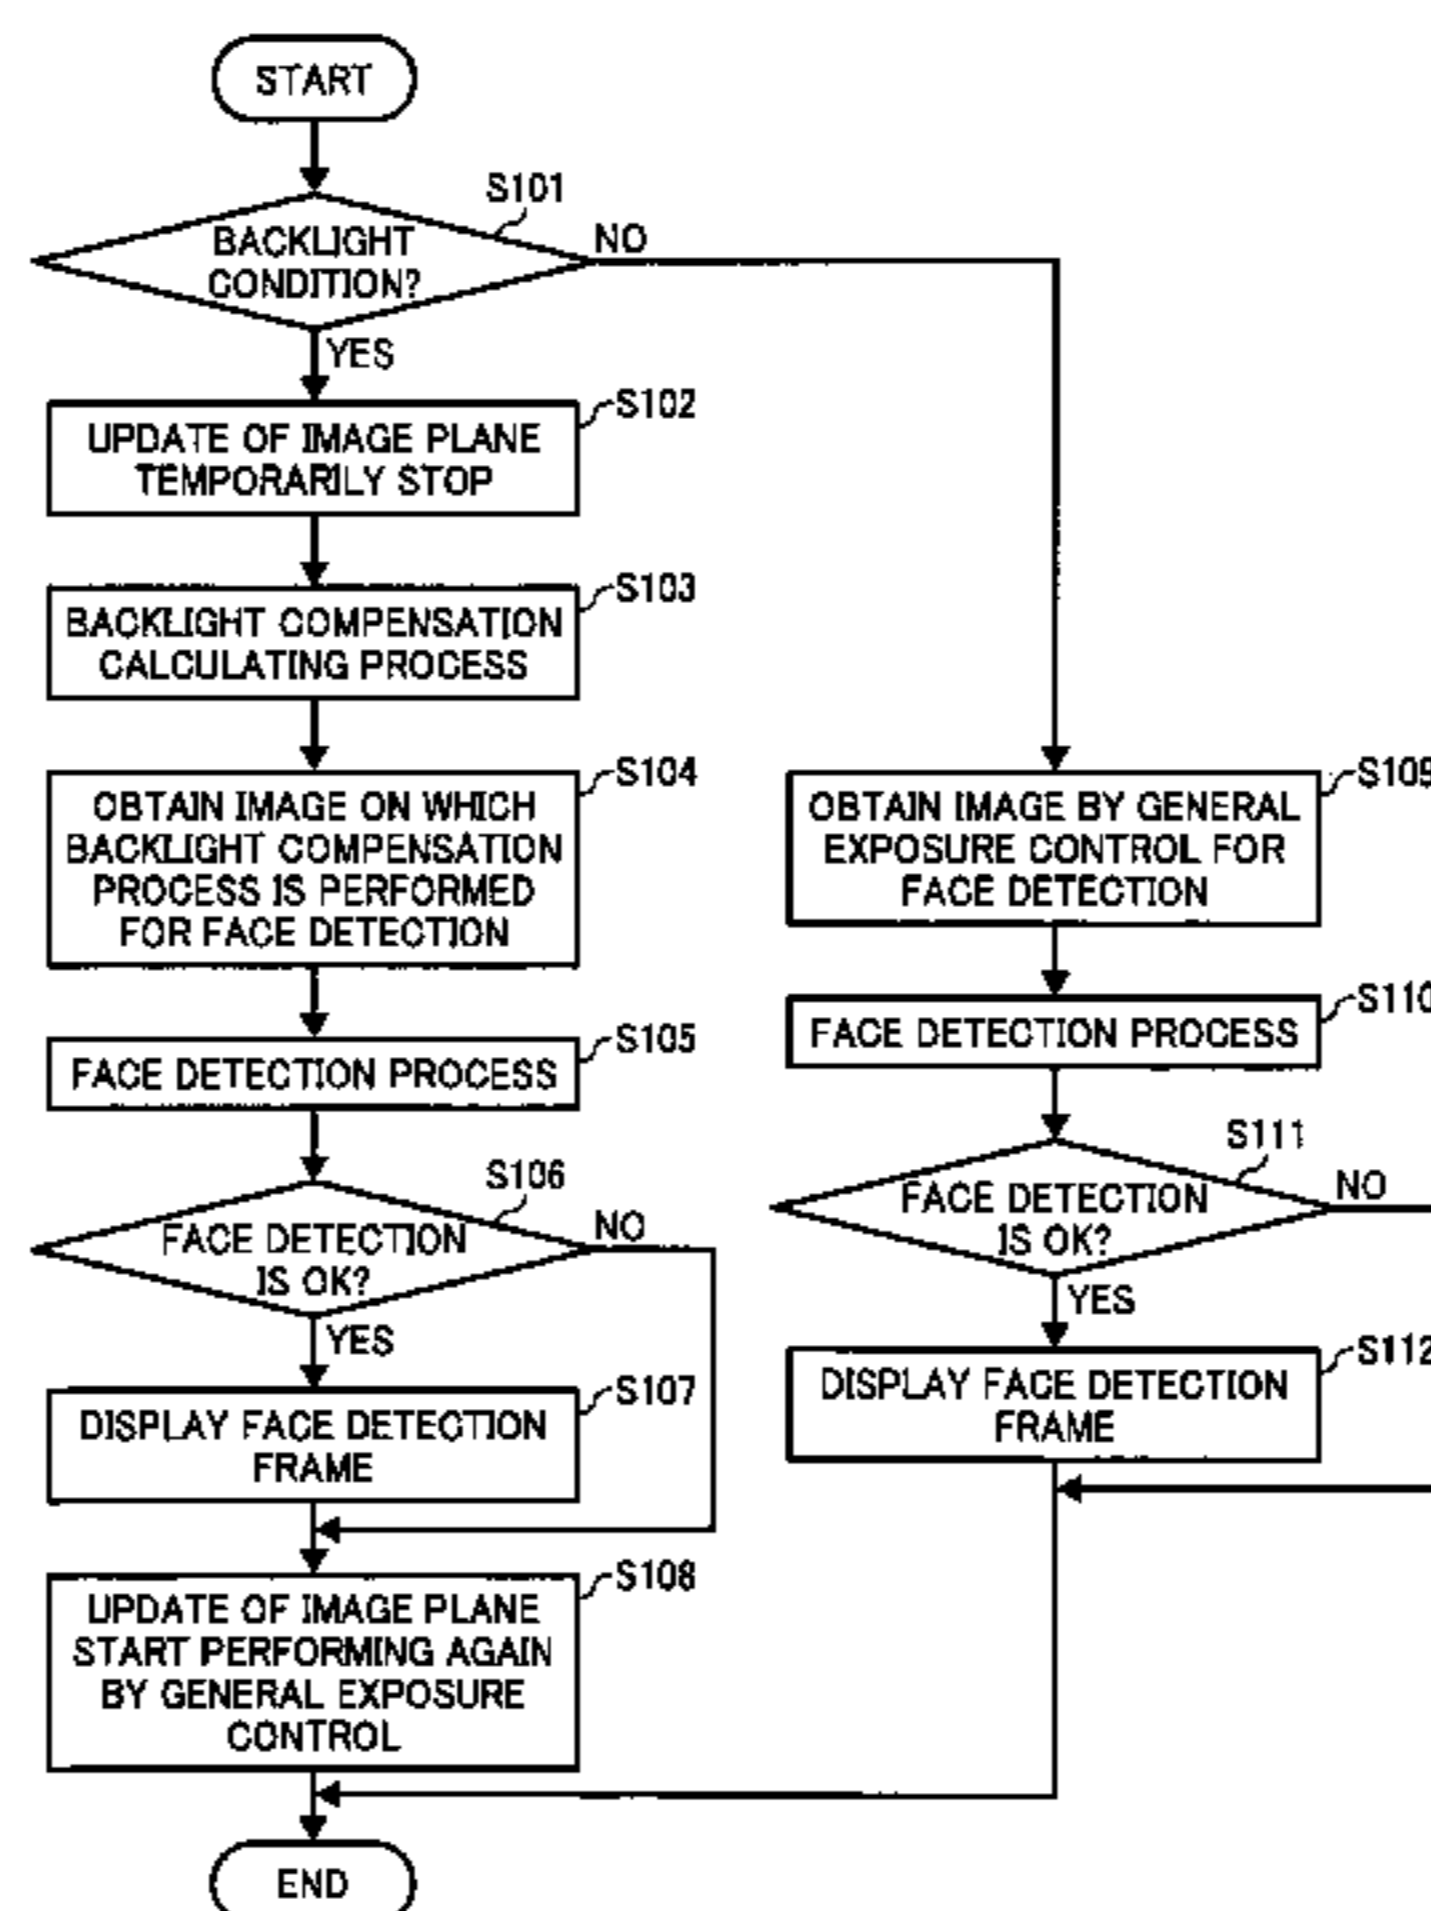 START
S101
BACKLIGHT
CONDITION?
NO
YES
S102
UPDATE OF IMAGE PLANE
TEMPORARILY STOP
S103
BACKLIGHT COMPENSATION
CALCULATING PROCESS
S104
OBTAIN IMAGE ON WHICH
BACKLIGHT COMPENSATION
PROCESS IS PERFORMED
FOR FACE DETECTION
S105
FACE DETECTION PROCESS
S106
FACE DETECTION
IS OK?
NO
YES
S107
DISPLAY FACE DETECTION
FRAME
S108
UPDATE OF IMAGE PLANE
START PERFORMING AGAIN
BY GENERAL EXPOSURE
CONTROL
END
S109
OBTAIN IMAGE BY GENERAL
EXPOSURE CONTROL FOR
FACE DETECTION
S110
FACE DETECTION PROCESS
S111
FACE DETECTION
IS OK?
NO
YES
S112
DISPLAY FACE DETECTION
FRAME